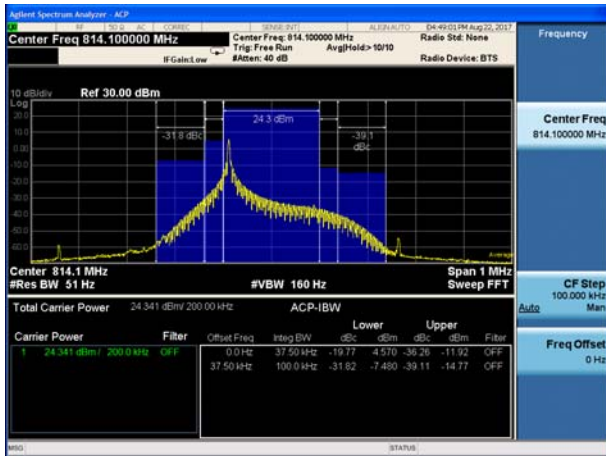 Agilent Spectrum Analyzer - ACP
RF 50 Ω AC CORREC SENSE:INT ALIGN AUTO 04:49:01 PM Aug 22, 2017
Center Freq 814.100000 MHz
Center Freq: 814.100000 MHz Radio Std: None
Trig: Free Run Avg|Hold:> 10/10
IFGain:Low #Atten: 40 dB Radio Device: BTS
Frequency
10 dB/div Ref 30.00 dBm
Log
20.0
10.0
0.00
-10.0
-20.0
-30.0
-40.0
-50.0
-60.0
24.3 dBm
-31.8 dBc
-39.1 dBc
Average
Center 814.1 MHz Span 1 MHz
#Res BW 51 Hz #VBW 160 Hz Sweep FFT
Total Carrier Power 24.341 dBm/ 200.00 kHz ACP-IBW
Lower Upper
Carrier Power Filter Offset Freq Integ BW dBc dBm dBc dBm Filter
1 24.341 dBm / 200.0 kHz OFF 0.0 Hz 37.50 kHz -19.77 4.570 -36.26 -11.92 OFF
37.50 kHz 100.0 kHz -31.82 -7.480 -39.11 -14.77 OFF
Center Freq
814.100000 MHz
CF Step
100.000 kHz
Auto Man
Freq Offset
0 Hz
MSG STATUS